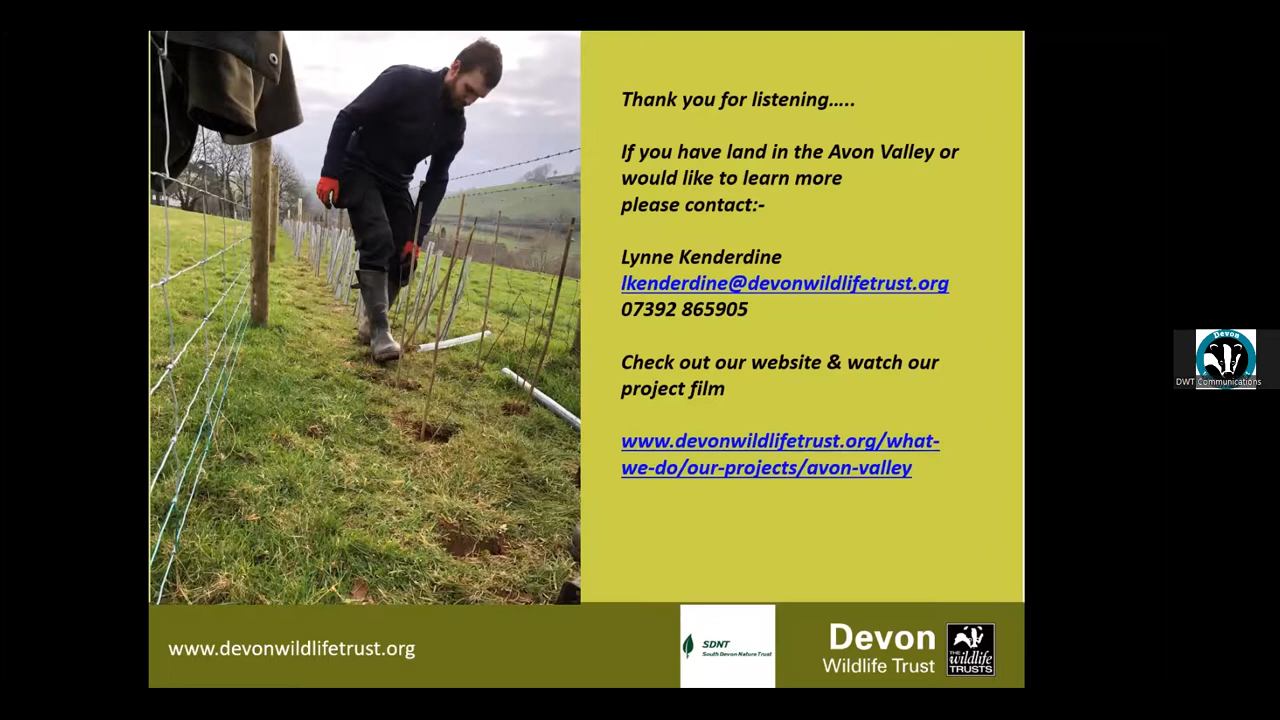 Thank you for listening.....
If you have land in the Avon Valley or
would like to learn more
please contact:-
Lynne Kenderdine
lkenderdine@devonwildlifetrust.org
07392 865905
Check out our website & watch our
project film
www.devonwildlifetrust.org/what-
we-do/our-projects/avon-valley
Devon
DWT Communications
www.devonwildlifetrust.org
SDNT
South Devon Nature Trust
Devon
Wildlife Trust
THE
wildlife
TRUSTS